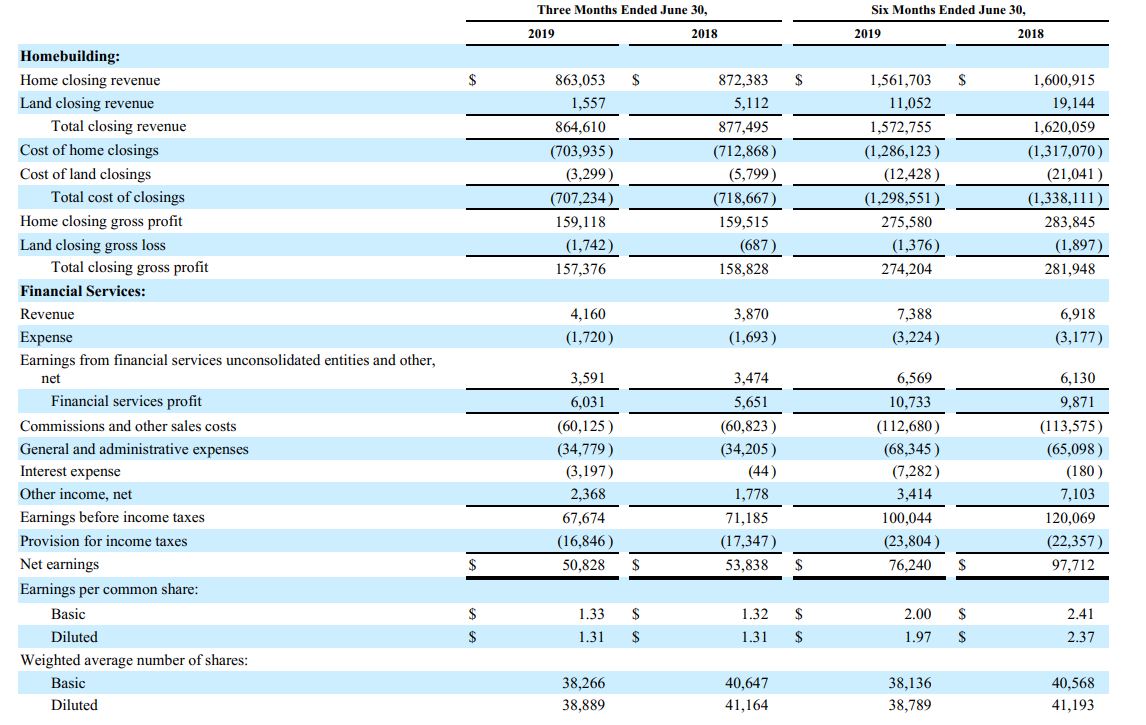 Three Months Ended June 30, Six Months Ended June 30,
2019 2018 2019 2018
Homebuilding:
Home closing revenue $ 863,053 $ 872,383 $ 1,561,703 $ 1,600,915
Land closing revenue 1,557 5,112 11,052 19,144
Total closing revenue 864,610 877,495 1,572,755 1,620,059
Cost of home closings (703,935) (712,868) (1,286,123) (1,317,070)
Cost of land closings (3,299) (5,799) (12,428) (21,041)
Total cost of closings (707,234) (718,667) (1,298,551) (1,338,111)
Home closing gross profit 159,118 159,515 275,580 283,845
Land closing gross loss (1,742) (687) (1,376) (1,897)
Total closing gross profit 157,376 158,828 274,204 281,948
Financial Services:
Revenue 4,160 3,870 7,388 6,918
Expense (1,720) (1,693) (3,224) (3,177)
Earnings from financial services unconsolidated entities and other,
net 3,591 3,474 6,569 6,130
Financial services profit 6,031 5,651 10,733 9,871
Commissions and other sales costs (60,125) (60,823) (112,680) (113,575)
General and administrative expenses (34,779) (34,205) (68,345) (65,098)
Interest expense (3,197) (44) (7,282) (180)
Other income, net 2,368 1,778 3,414 7,103
Earnings before income taxes 67,674 71,185 100,044 120,069
Provision for income taxes (16,846) (17,347) (23,804) (22,357)
Net earnings $ 50,828 $ 53,838 $ 76,240 $ 97,712
Earnings per common share:
Basic $ 1.33 $ 1.32 $ 2.00 $ 2.41
Diluted $ 1.31 $ 1.31 $ 1.97 $ 2.37
Weighted average number of shares:
Basic 38,266 40,647 38,136 40,568
Diluted 38,889 41,164 38,789 41,193